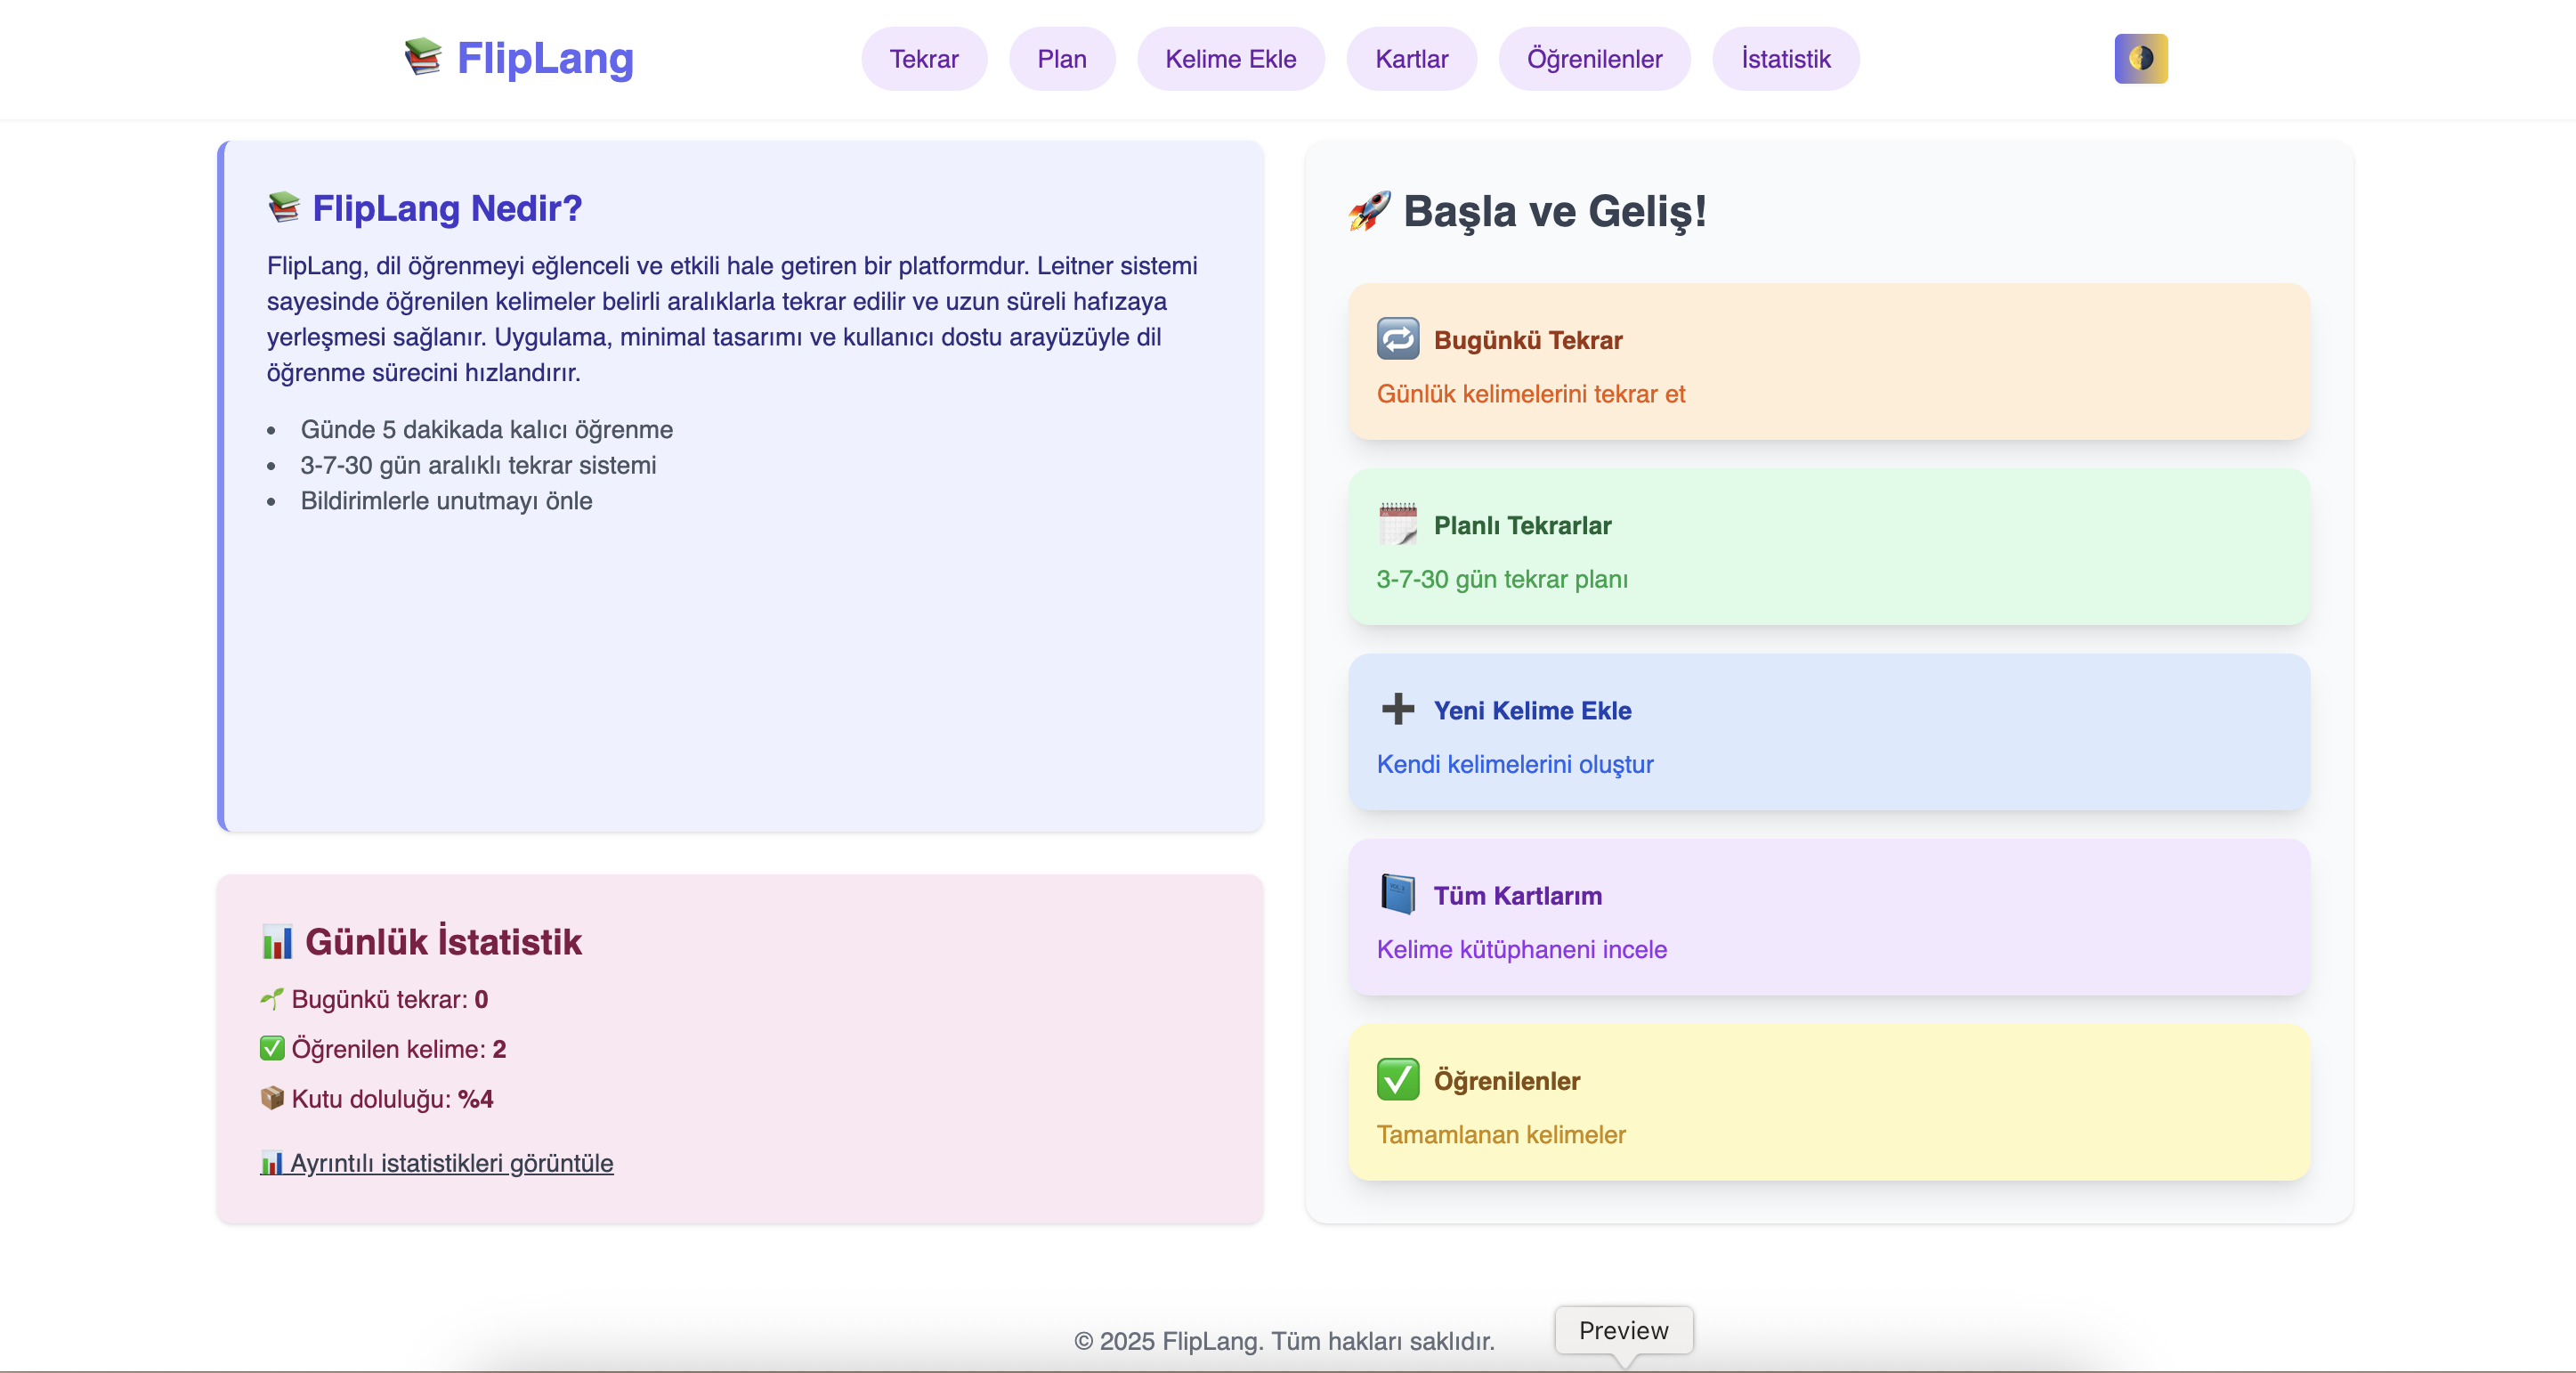 FlipLang
Tekrar
Plan
Kelime Ekle
Kartlar
Öğrenilenler
İstatistik
FlipLang Nedir?
FlipLang, dil öğrenmeyi eğlenceli ve etkili hale getiren bir platformdur. Leitner sistemi
sayesinde öğrenilen kelimeler belirli aralıklarla tekrar edilir ve uzun süreli hafızaya
yerleşmesi sağlanır. Uygulama, minimal tasarımı ve kullanıcı dostu arayüzüyle dil
öğrenme sürecini hızlandırır.
• Günde 5 dakikada kalıcı öğrenme
• 3-7-30 gün aralıklı tekrar sistemi
• Bildirimlerle unutmayı önle
Günlük İstatistik
Bugünkü tekrar: 0
Öğrenilen kelime: 2
Kutu doluluğu: %4
Ayrıntılı istatistikleri görüntüle
Başla ve Geliş!
Bugünkü Tekrar
Günlük kelimelerini tekrar et
Planlı Tekrarlar
3-7-30 gün tekrar planı
Yeni Kelime Ekle
Kendi kelimelerini oluştur
Tüm Kartlarım
Kelime kütüphaneni incele
Öğrenilenler
Tamamlanan kelimeler
© 2025 FlipLang. Tüm hakları saklıdır.
Preview